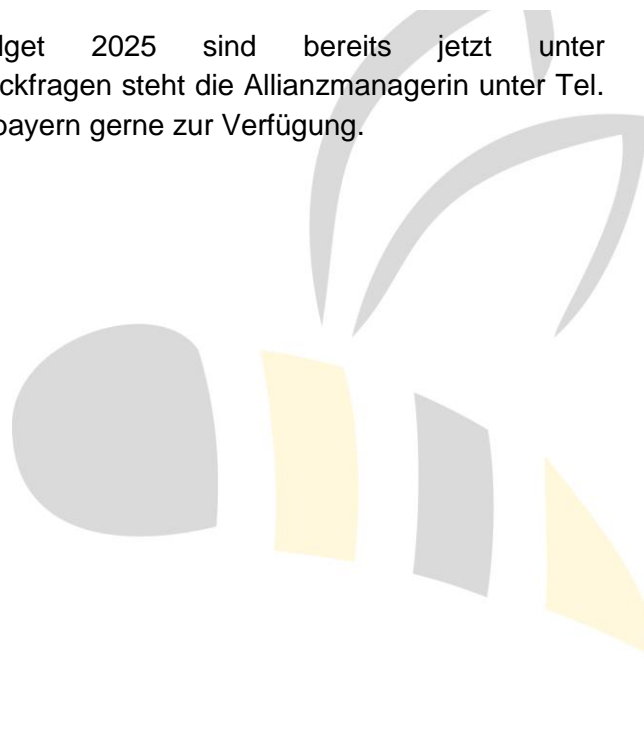 lget 2025 sind bereits jetzt unter
ckfragen steht die Allianzmanagerin unter Tel.
bayern gerne zur Verfügung.